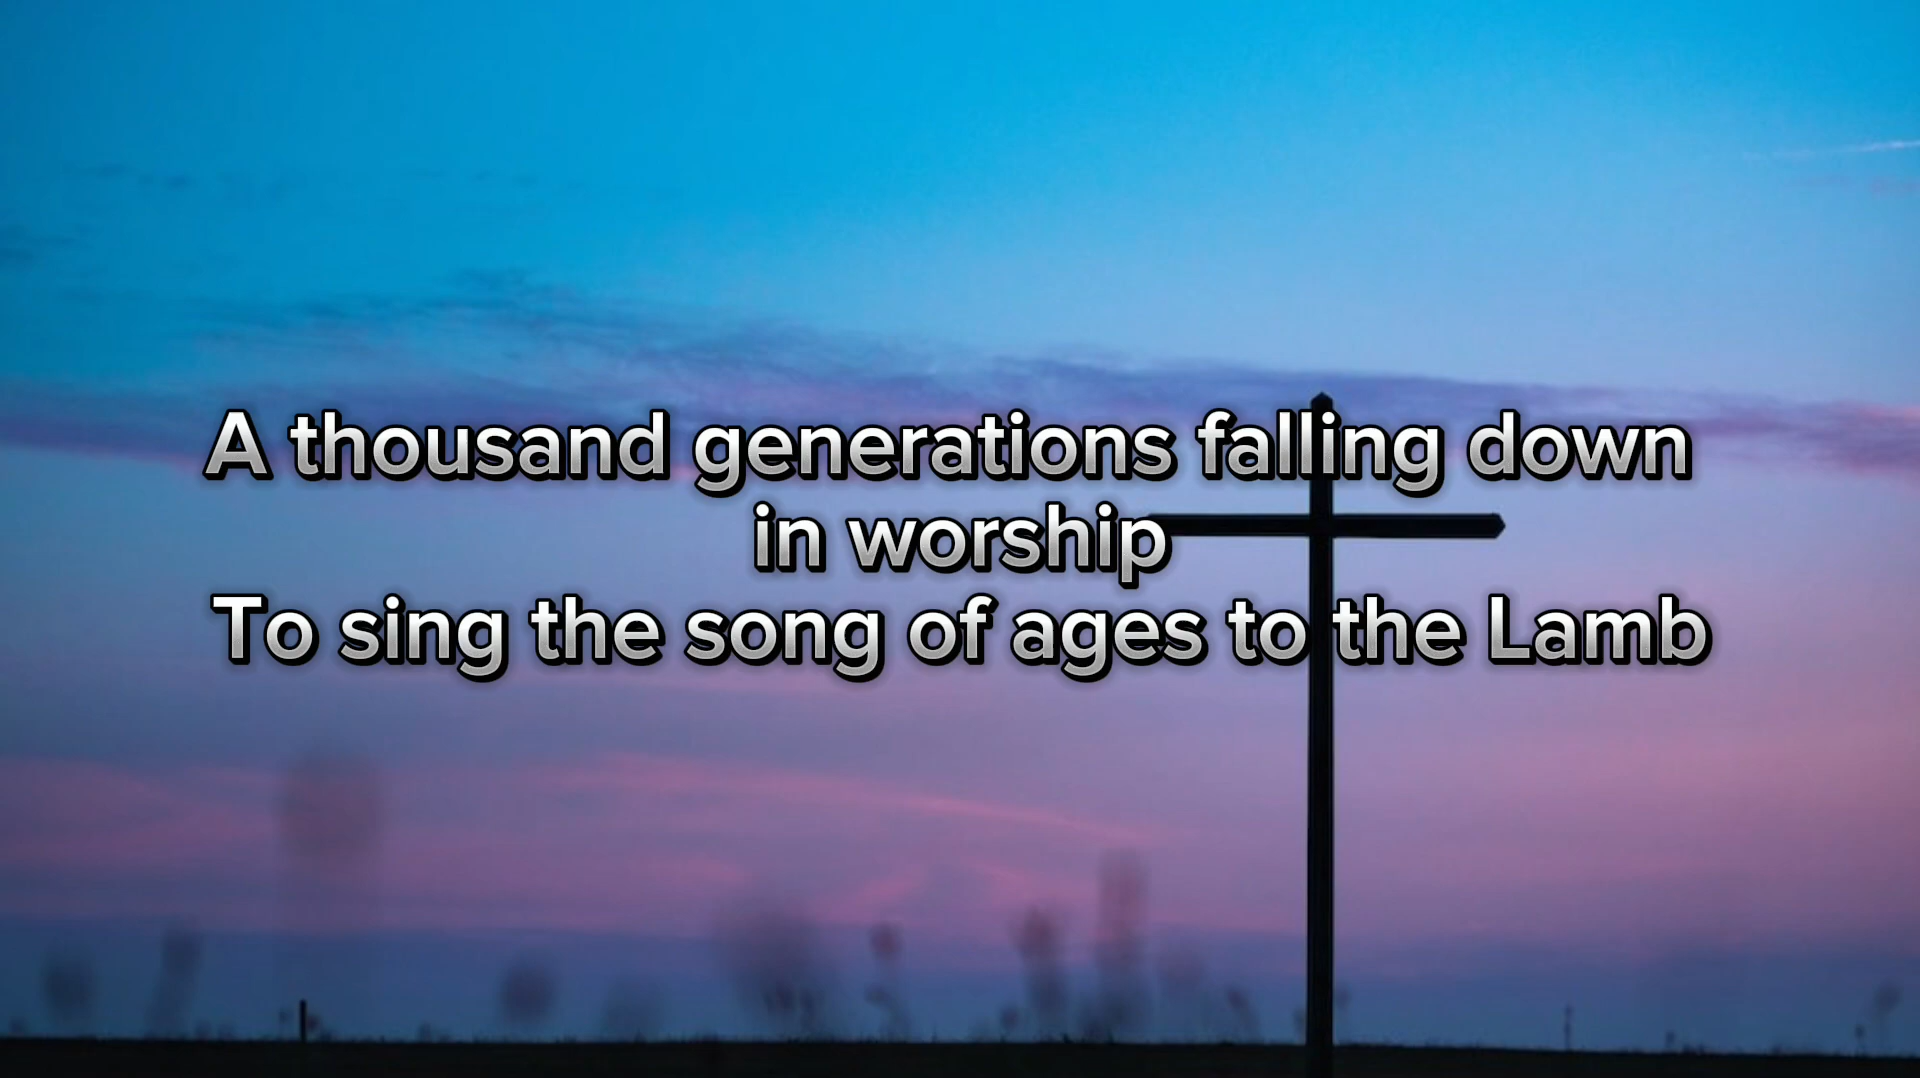 A thousand generations falling down
in worship
To sing the song of ages to the Lamb